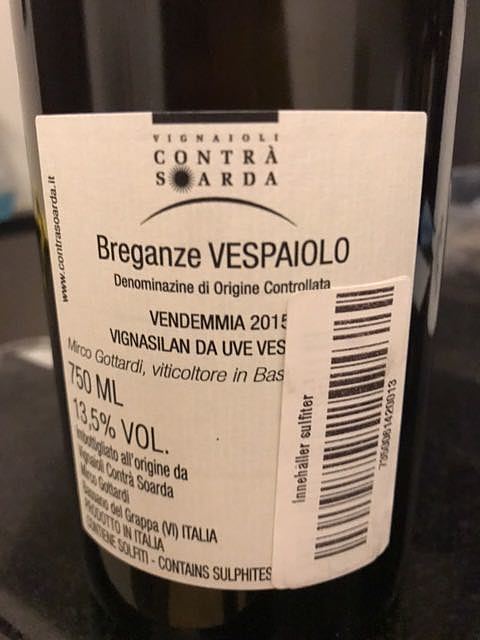 VIGNAIOLI
CONTRÀ
SOARDA
www.contrasoarda.it
Breganze VESPAIOLO
Denominazine di Origine Controllata
VENDEMMIA 2015
VIGNASILAN DA UVE VES
Mirco Gottardi, viticoltore in Bas
750 ML
13,5% VOL.
Imbottigliato all'origine da
Vignaioli Contrà Soarda
Mirco Gottardi
Bassano del Grappa (VI) ITALIA
PRODOTTO IN ITALIA
CONTIENE SOLFITI - CONTAINS SULPHITES
Innehåller sulfiter
7350061420013